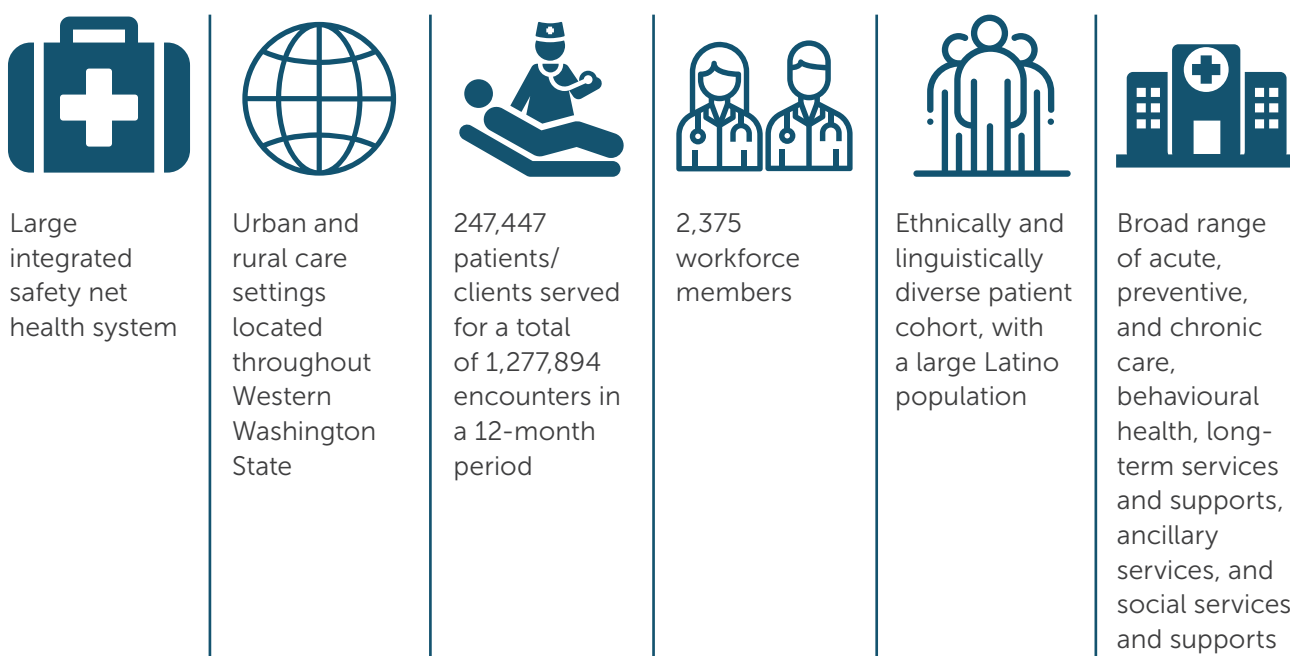 Large
integrated
safety net
health system
Urban and
rural care
settings
located
throughout
Western
Washington
State
247,447
patients/
clients served
for a total
of 1,277,894
encounters in
a 12-month
period
2,375
workforce
members
Ethnically and
linguistically
diverse patient
cohort, with
a large Latino
population
Broad range
of acute,
preventive,
and chronic
care,
behavioural
health, long-
term services
and supports,
ancillary
services, and
social services
and supports